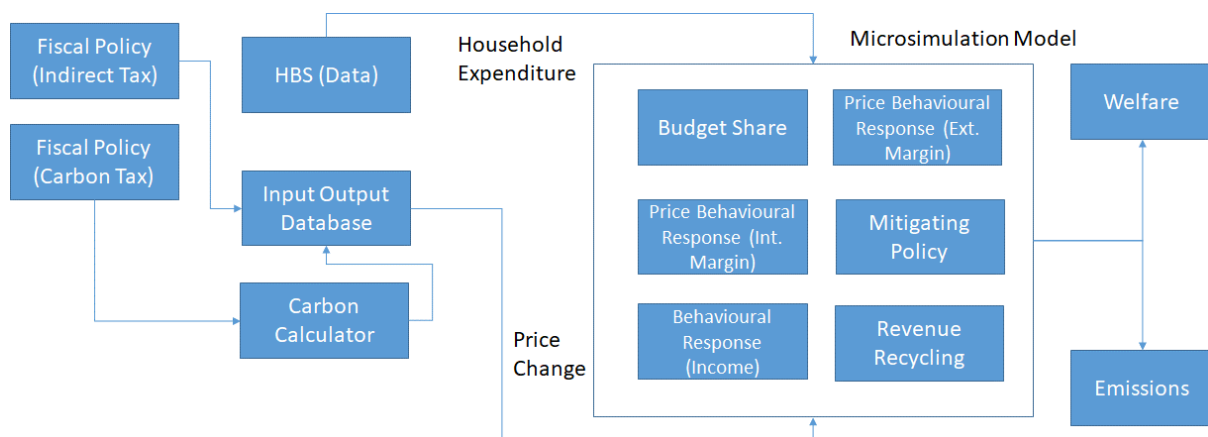 Fiscal Policy
(Indirect Tax)
HBS (Data)
Household
Expenditure
Microsimulation Model
Fiscal Policy
(Carbon Tax)
Input Output
Database
Carbon
Calculator
Price
Change
Budget Share
Price Behavioural
Response (Ext.
Margin)
Price Behavioural
Response (Int.
Margin)
Mitigating
Policy
Behavioural
Response
(Income)
Revenue
Recycling
Welfare
Emissions